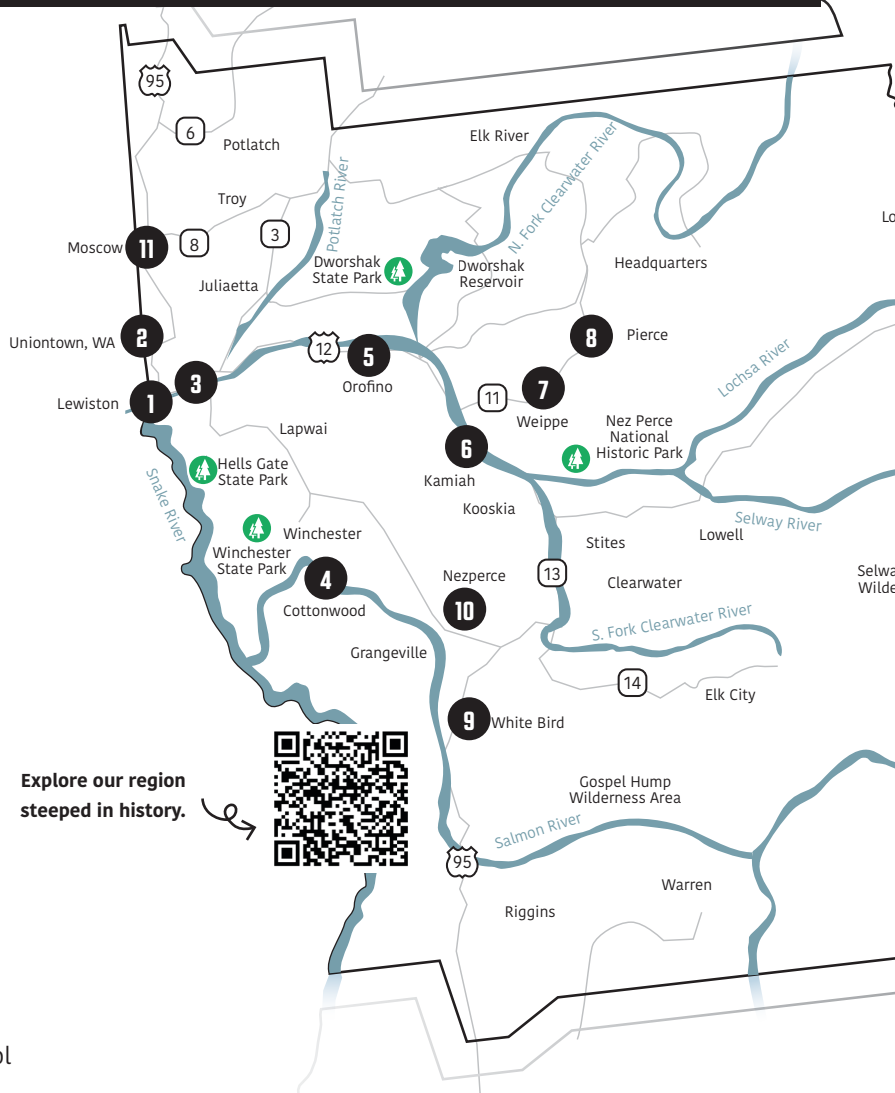 95
6
Potlatch
Elk River
Troy
Potlatch River
N. Fork Clearwater River
Lo
Moscow
11
8
3
Dworshak
State Park
Dworshak
Reservoir
Headquarters
Juliaetta
Uniontown, WA
2
12
5
Orofino
8
Pierce
Lochsa River
3
Lewiston
1
11
7
Weippe
Lapwai
6
Kamiah
Nez Perce
National
Historic Park
Hells Gate
State Park
Snake River
Kooskia
Selway River
Lowell
Winchester
Winchester
State Park
Stites
4
Cottonwood
Nezperce
10
13
Clearwater
Selwa
Wilde
S. Fork Clearwater River
Grangeville
14
Elk City
9
White Bird
Explore our region
steeped in history.
Gospel Hump
Wilderness Area
Salmon River
95
Warren
Riggins
ol